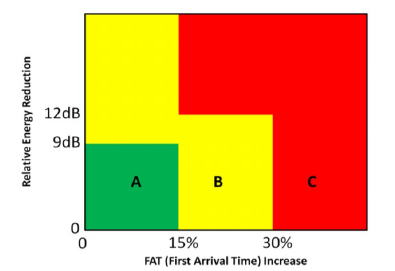 Relative Energy Reduction
12dB
9dB
A
B
C
0
0
15%
30%
FAT (First Arrival Time) Increase